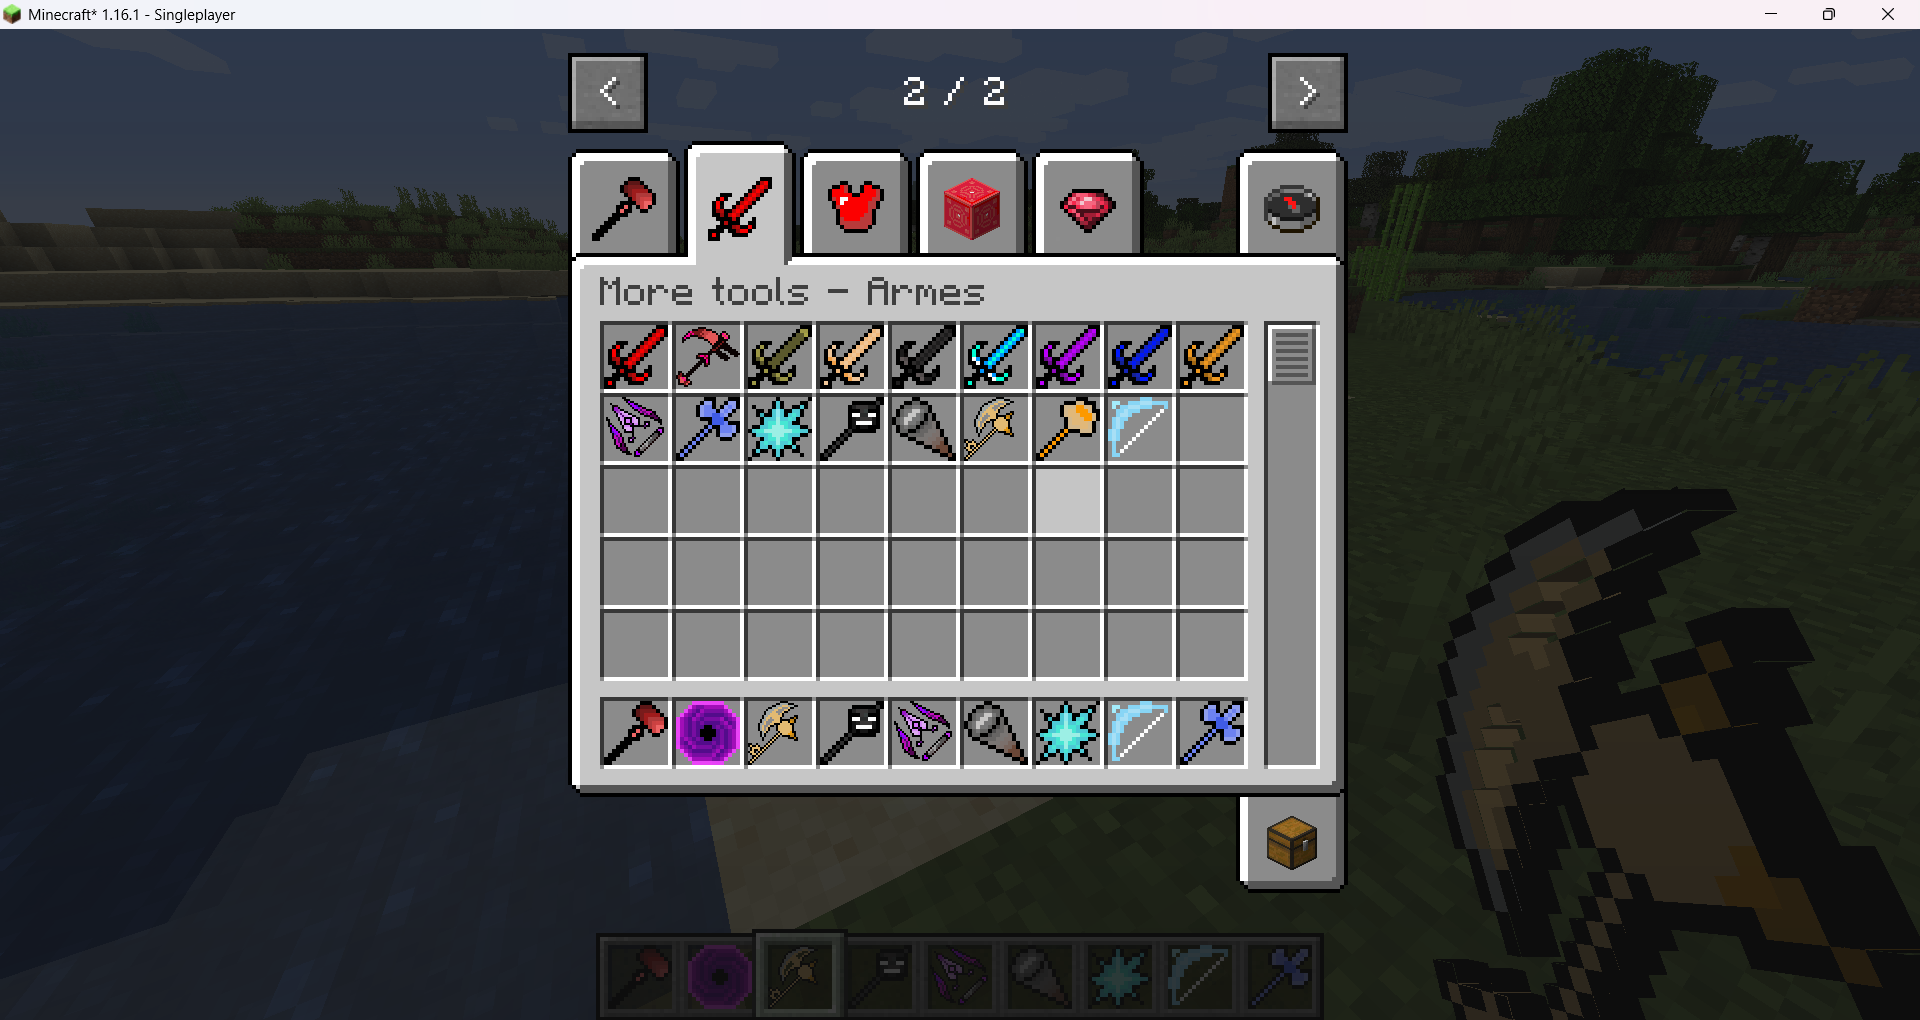 Minecraft* 1.16.1 - Singleplayer
< 2 / 2 >
More tools - Armes